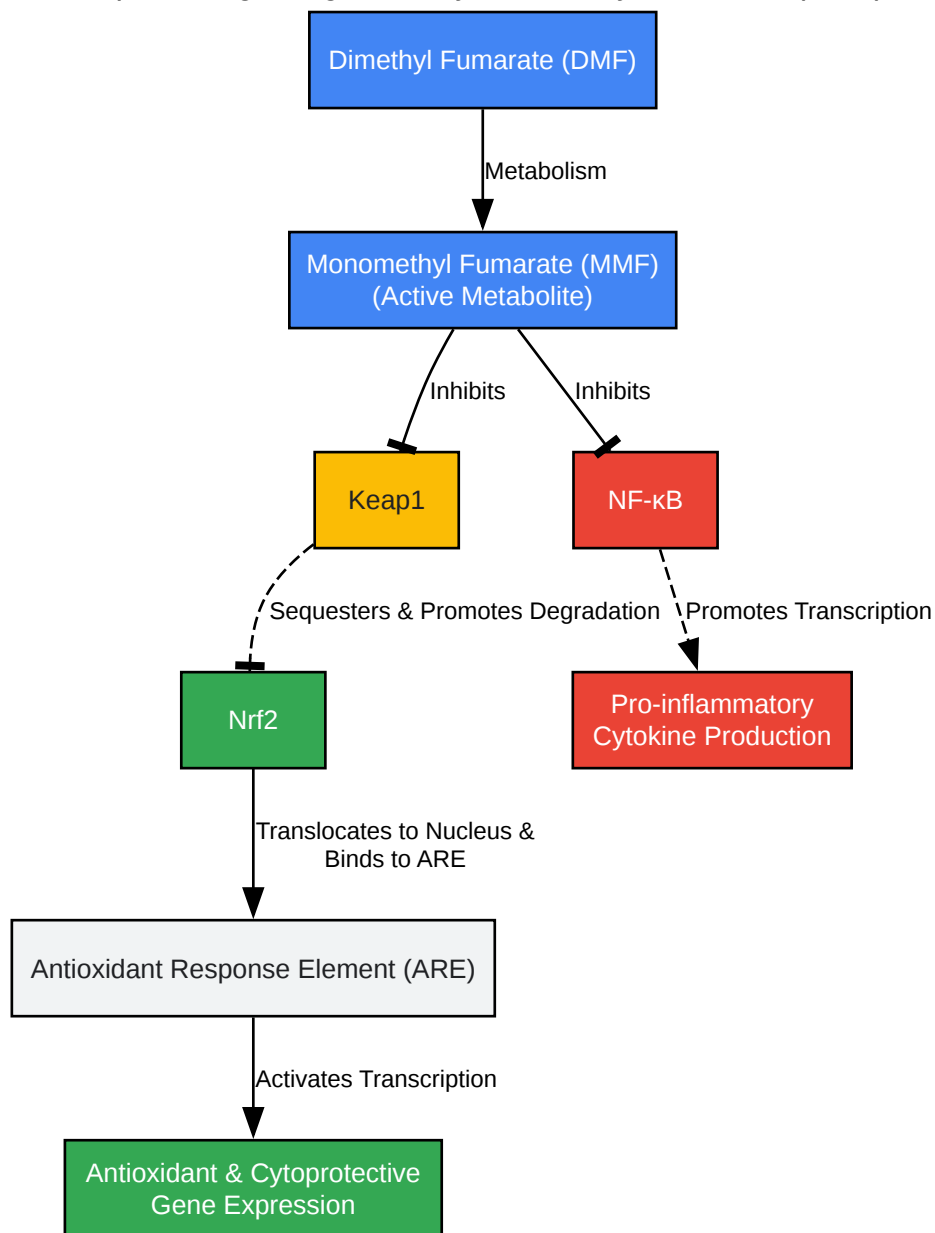 Dimethyl Fumarate (DMF)
Metabolism
Monomethyl Fumarate (MMF)
(Active Metabolite)
Inhibits
Inhibits
Keap1
NF-κB
Sequesters & Promotes Degradation
Promotes Transcription
Nrf2
Pro-inflammatory
Cytokine Production
Translocates to Nucleus &
Binds to ARE
Antioxidant Response Element (ARE)
Activates Transcription
Antioxidant & Cytoprotective
Gene Expression